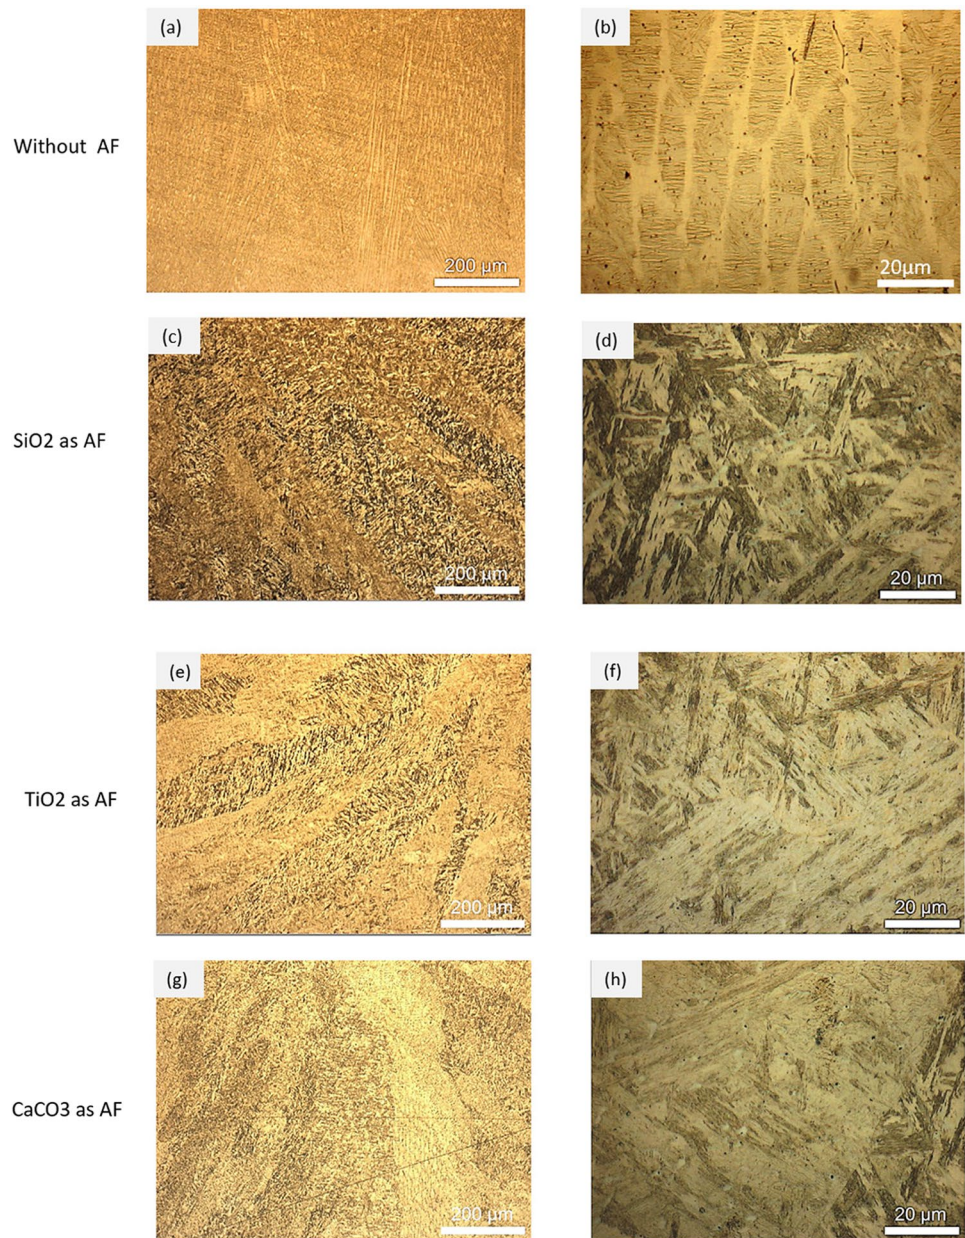 (a)
(b)
Without AF
200 µm
20µm
(c)
(d)
SiO2 as AF
200 µm
20 µm
(e)
(f)
TiO2 as AF
200 µm
20 µm
(g)
(h)
CaCO3 as AF
200 µm
20 µm